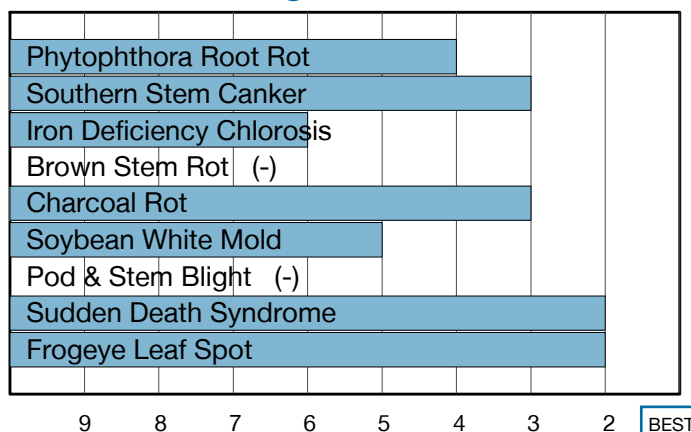 Phytophthora Root Rot
Southern Stem Canker
Iron Deficiency Chlorosis
Brown Stem Rot (-)
Charcoal Rot
Soybean White Mold
Pod & Stem Blight (-)
Sudden Death Syndrome
Frogeye Leaf Spot
9 8 7 6 5 4 3 2 BEST